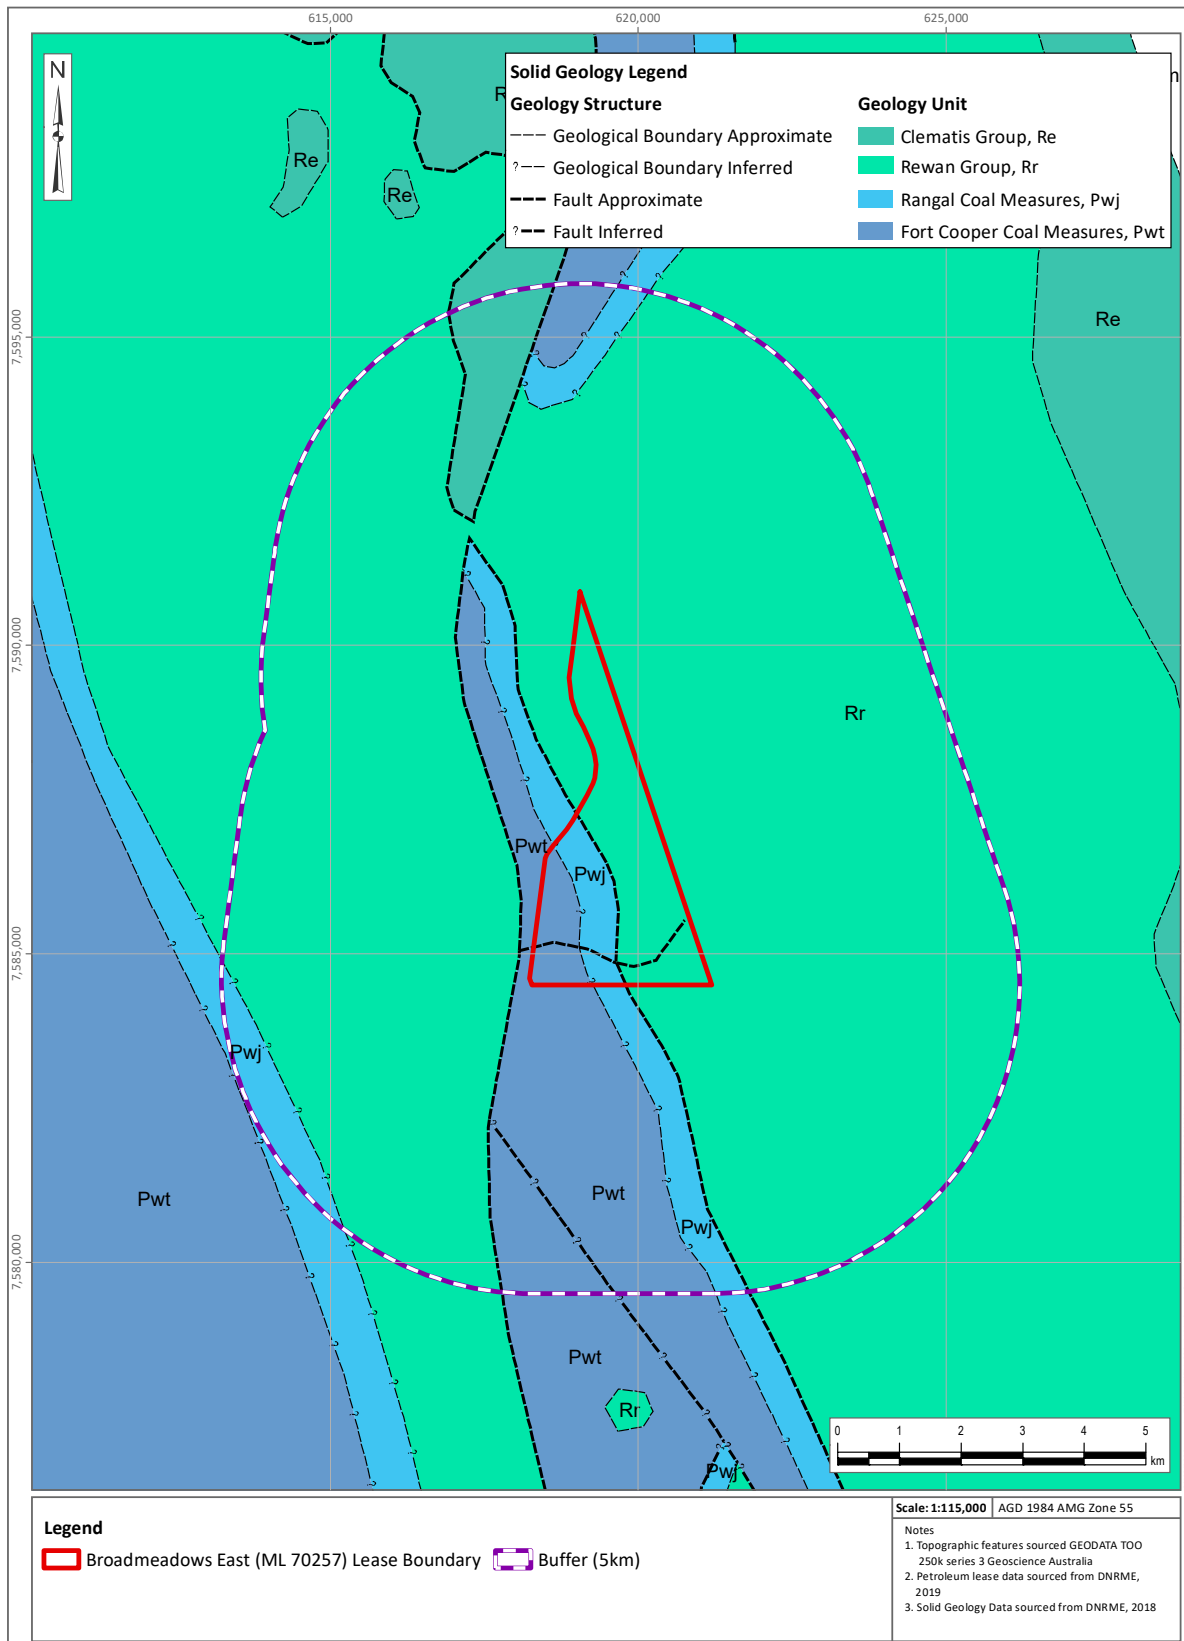 615,000
620,000
625,000
N
Solid Geology Legend
Geology Structure
Geological Boundary Approximate
? Geological Boundary Inferred
Fault Approximate
? Fault Inferred
Geology Unit
Clematis Group, Re
Rewan Group, Rr
Rangal Coal Measures, Pwj
Fort Cooper Coal Measures, Pwt
Re
Re
Re
7,595,000
7,590,000
7,585,000
7,580,000
Rr
Pwt
Pwj
Pwj
Pwt
Pwt
Pwj
Pwt
Rr
Pwj
0 1 2 3 4 5
km
Legend
Broadmeadows East (ML 70257) Lease Boundary
Buffer (5km)
Scale: 1:115,000
AGD 1984 AMG Zone 55
Notes
1. Topographic features sourced GEODATA TOO
250k series 3 Geoscience Australia
2. Petroleum lease data sourced from DNRME,
2019
3. Solid Geology Data sourced from DNRME, 2018